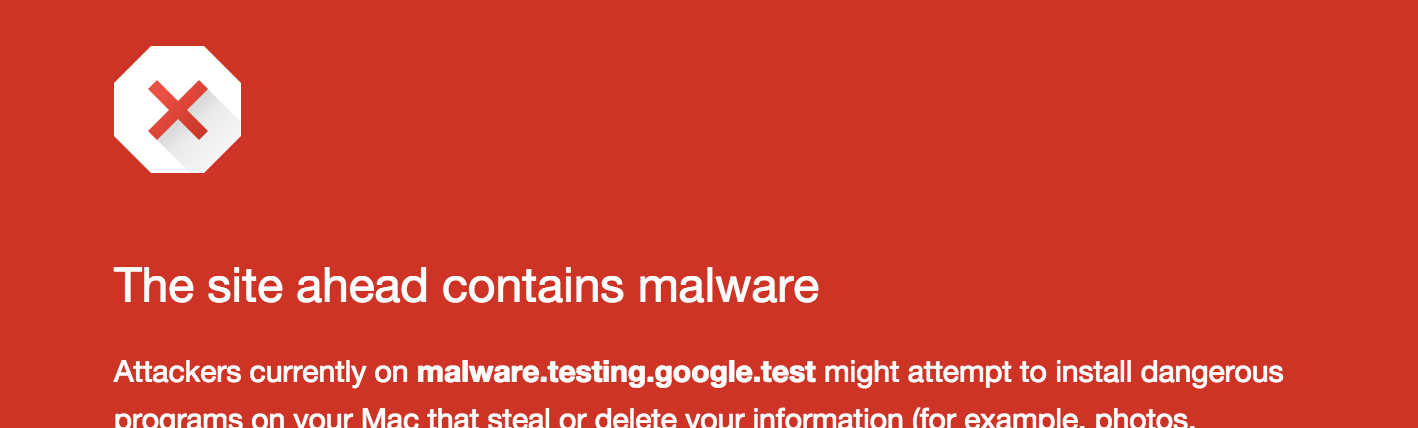 The site ahead contains malware
Attackers currently on malware.testing.google.test might attempt to install dangerous
programs on your Mac that steal or delete your information (for example, photos,